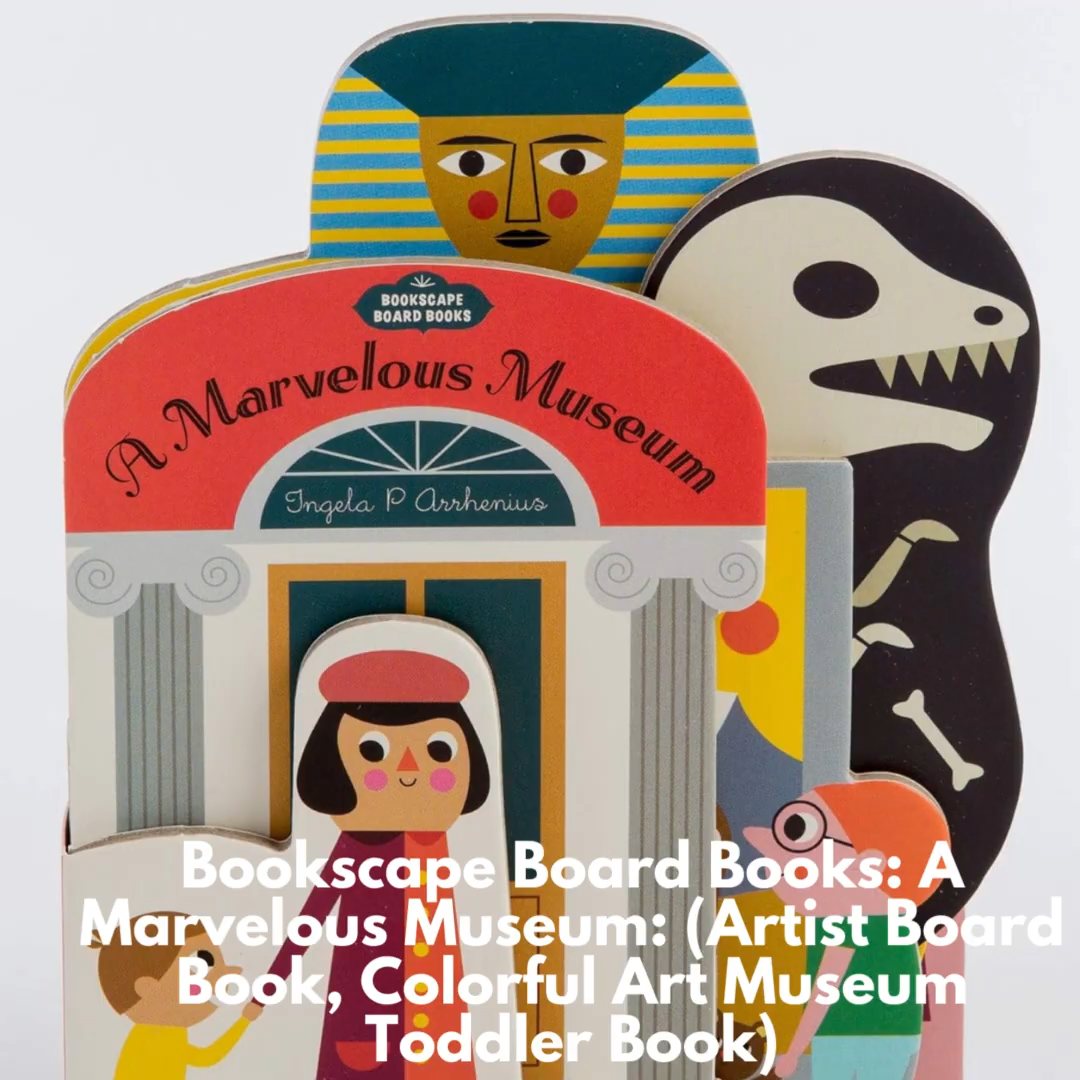 BOOKSCAPE
BOARD BOOKS
A Marvelous Museum
Ingela P Arrhenius
Bookscape Board Books: A
Marvelous Museum: (Artist Board
Book, Colorful Art Museum
Toddler Book)